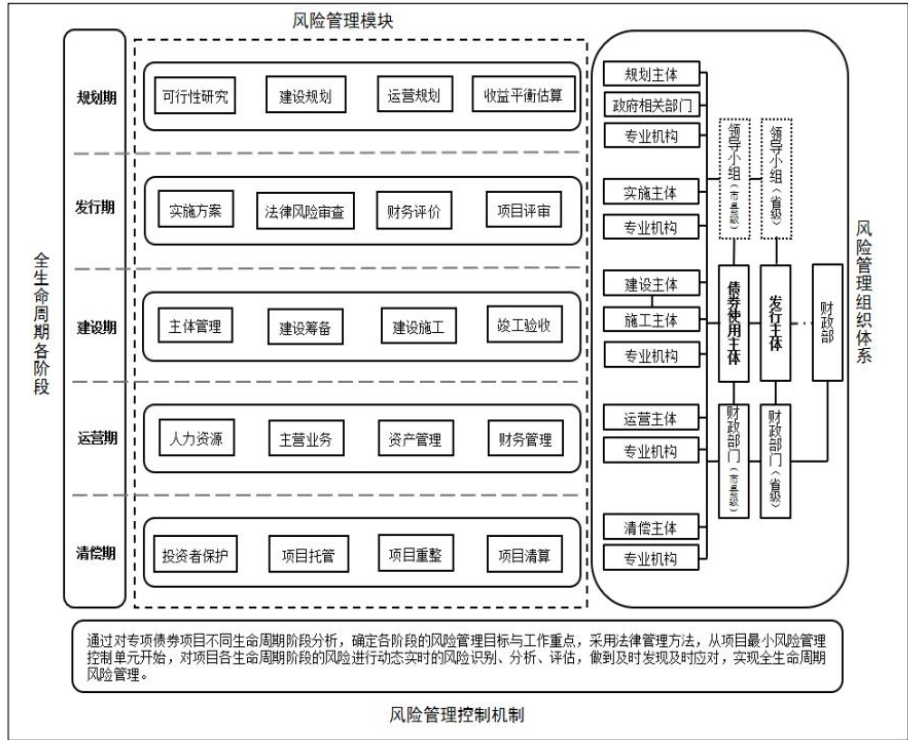 风险管理模块
全生命周期各阶段
规划期
可行性研究
建设规划
运营规划
收益平衡估算
发行期
实施方案
法律风险审查
财务评价
项目评审
建设期
主体管理
建设筹备
建设施工
竣工验收
运营期
人力资源
主营业务
资产管理
财务管理
清偿期
投资者保护
项目托管
项目重整
项目清算
规划主体
政府相关部门
专业机构
实施主体
专业机构
建设主体
施工主体
专业机构
运营主体
专业机构
清偿主体
专业机构
领导小组（市县级）
领导小组（省级）
债券使用主体
发行主体
财政部
财政部门（市县级）
财政部门（省级）
风险管理组织体系
通过对专项债券项目不同生命周期阶段分析，确定各阶段的风险管理目标与工作重点，采用法律管理方法，从项目最小风险管理
控制单元开始，对项目各生命周期阶段的风险进行动态实时的风险识别、分析、评估，做到及时发现及时应对，实现全生命周期
风险管理。
风险管理控制机制